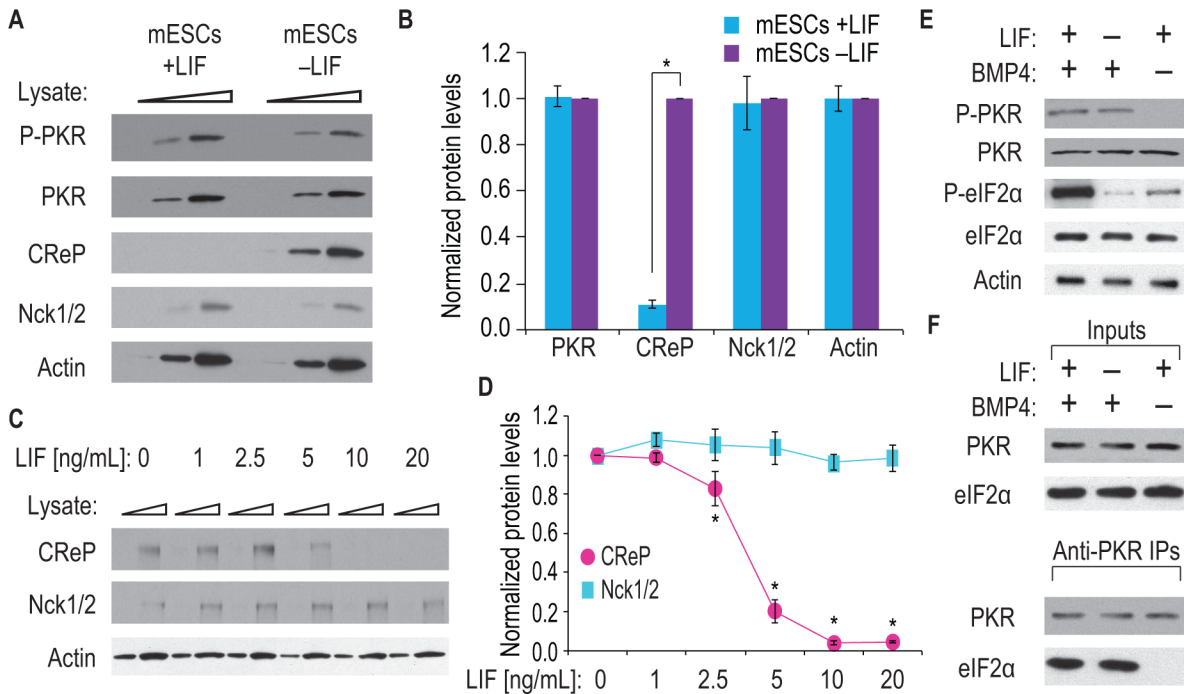 A
mESCs +LIF
mESCs –LIF
Lysate:
P-PKR
PKR
CReP
Nck1/2
Actin
B
mESCs +LIF
mESCs –LIF
Normalized protein levels
1.2
1.0
0.8
0.6
0.4
0.2
0.0
*
PKR CReP Nck1/2 Actin
C
LIF [ng/mL]: 0 1 2.5 5 10 20
Lysate:
CReP
Nck1/2
Actin
D
Normalized protein levels
1.2
1.0
0.8
0.6
0.4
0.2
0.0
CReP
Nck1/2
* * * *
LIF [ng/mL] 0 1 2.5 5 10 20
E
LIF: + – +
BMP4: + + –
P-PKR
PKR
P-eIF2α
eIF2α
Actin
F
Inputs
LIF: + – +
BMP4: + + –
PKR
eIF2α
Anti-PKR IPs
PKR
eIF2α